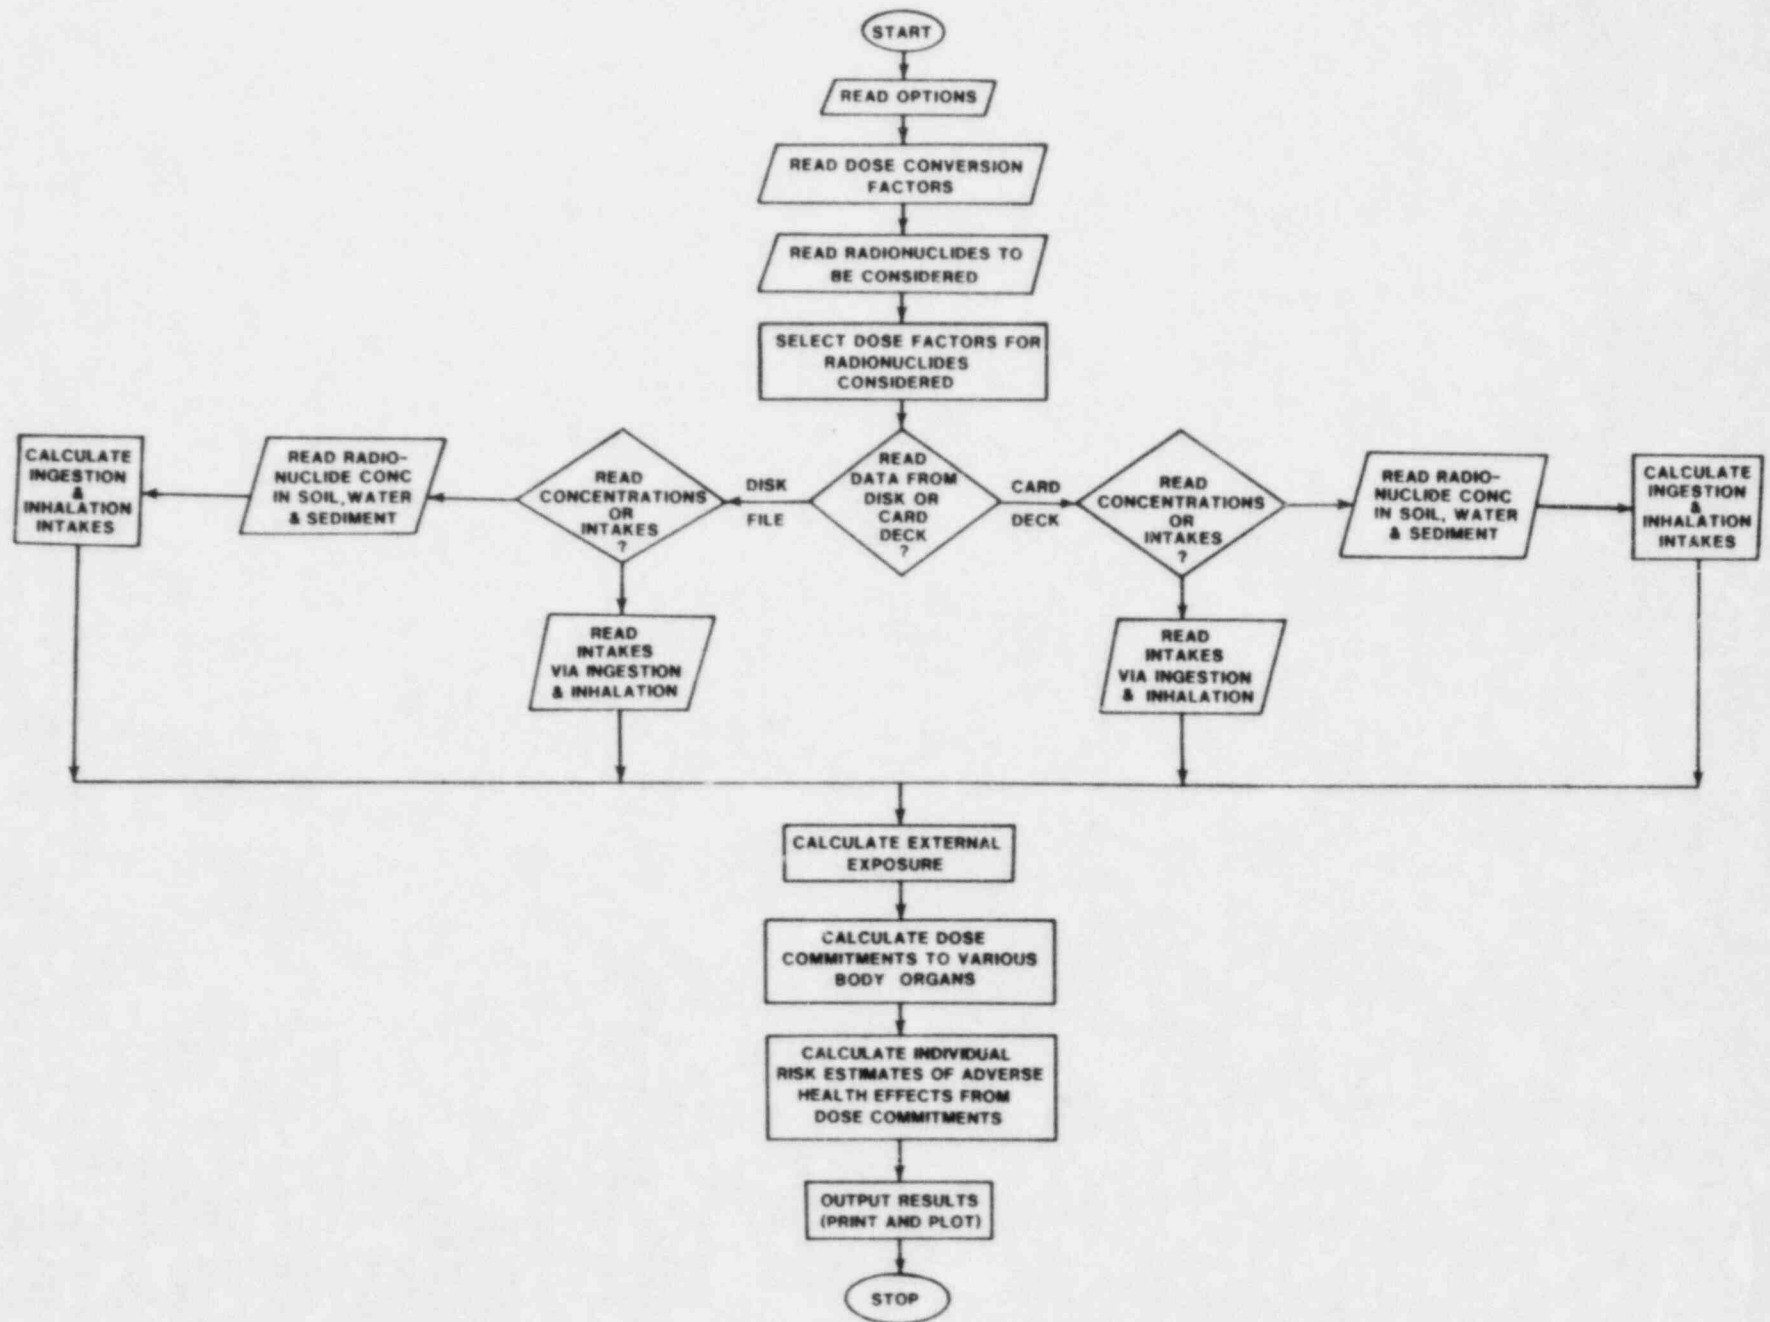 START
READ OPTIONS
READ DOSE CONVERSION
FACTORS
READ RADIONUCLIDES TO
BE CONSIDERED
SELECT DOSE FACTORS FOR
RADIONUCLIDES
CONSIDERED
CALCULATE
INGESTION
&
INHALATION
INTAKES
READ RADIO-
NUCLIDE CONC
IN SOIL, WATER
& SEDIMENT
READ
CONCENTRATIONS
OR
INTAKES
?
DISK
FILE
READ
DATA FROM
DISK OR
CARD
DECK
?
CARD
DECK
READ
CONCENTRATIONS
OR
INTAKES
?
READ RADIO-
NUCLIDE CONC
IN SOIL, WATER
& SEDIMENT
CALCULATE
INGESTION
&
INHALATION
INTAKES
READ
INTAKES
VIA INGESTION
& INHALATION
READ
INTAKES
VIA INGESTION
& INHALATION
CALCULATE EXTERNAL
EXPOSURE
CALCULATE DOSE
COMMITMENTS TO VARIOUS
BODY ORGANS
CALCULATE INDIVIDUAL
RISK ESTIMATES OF ADVERSE
HEALTH EFFECTS FROM
DOSE COMMITMENTS
OUTPUT RESULTS
(PRINT AND PLOT)
STOP